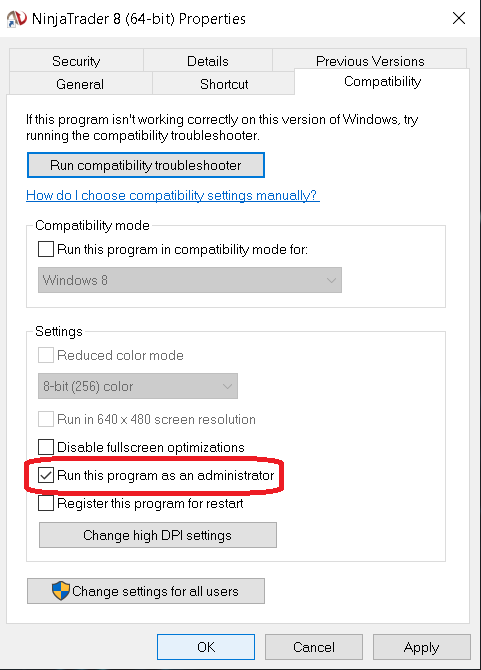 NinjaTrader 8 (64-bit) Properties
Security
Details
Previous Versions
General
Shortcut
Compatibility
If this program isn't working correctly on this version of Windows, try
running the compatibility troubleshooter.
Run compatibility troubleshooter
How do I choose compatibility settings manually?
Compatibility mode
Run this program in compatibility mode for:
Windows 8
Settings
Reduced color mode
8-bit (256) color
Run in 640 x 480 screen resolution
Disable fullscreen optimizations
Run this program as an administrator
Register this program for restart
Change high DPI settings
Change settings for all users
OK
Cancel
Apply